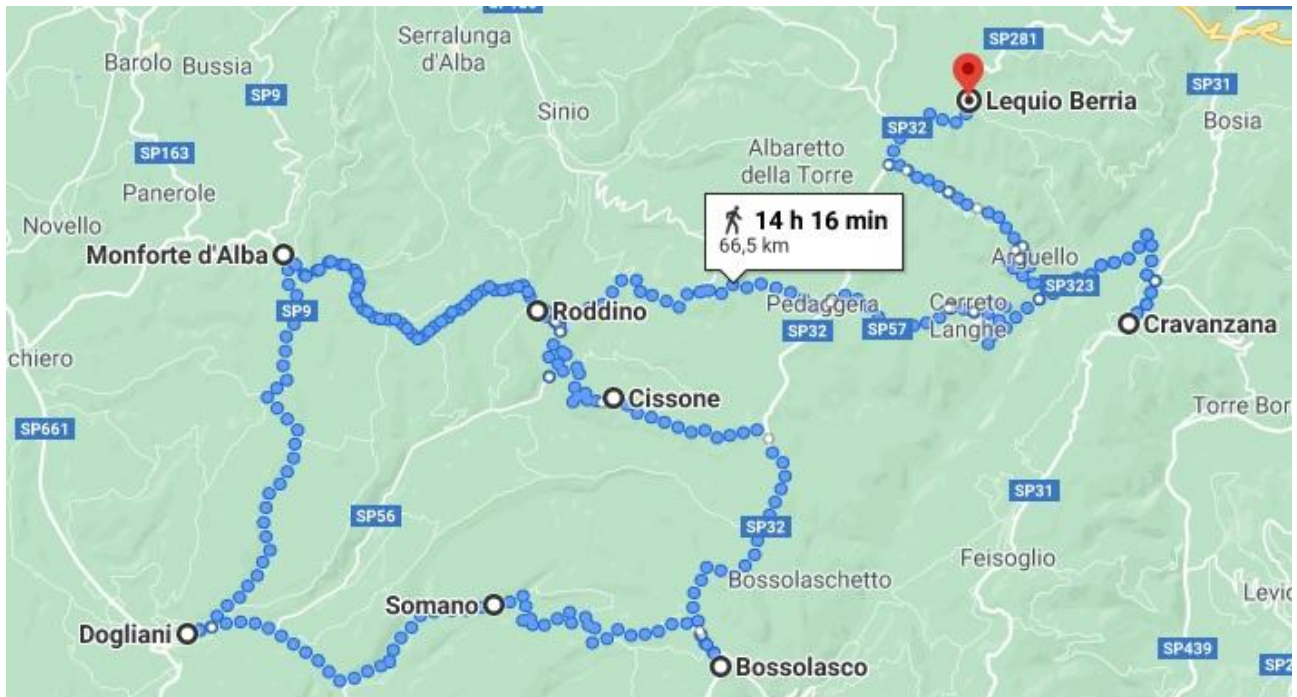 SP281
Serralunga
d'Alba
Barolo
Bussia
SP9
SP31
Sinio
SP32
Lequio Berria
Bosia
SP163
Albaretto
della Torre
Panerole
14 h 16 min
66,5 km
Novello
Monforte d'Alba
Arguello
SP323
SP9
Roddino
Pedaggera
Cerreto
Langhe
SP32
SP57
Cravanzana
chiero
Cissone
Torre Bor
SP661
SP31
SP56
SP32
Feisoglio
Bossolaschetto
Levic
Somano
Dogliani
SP439
Bossolasco
SP2